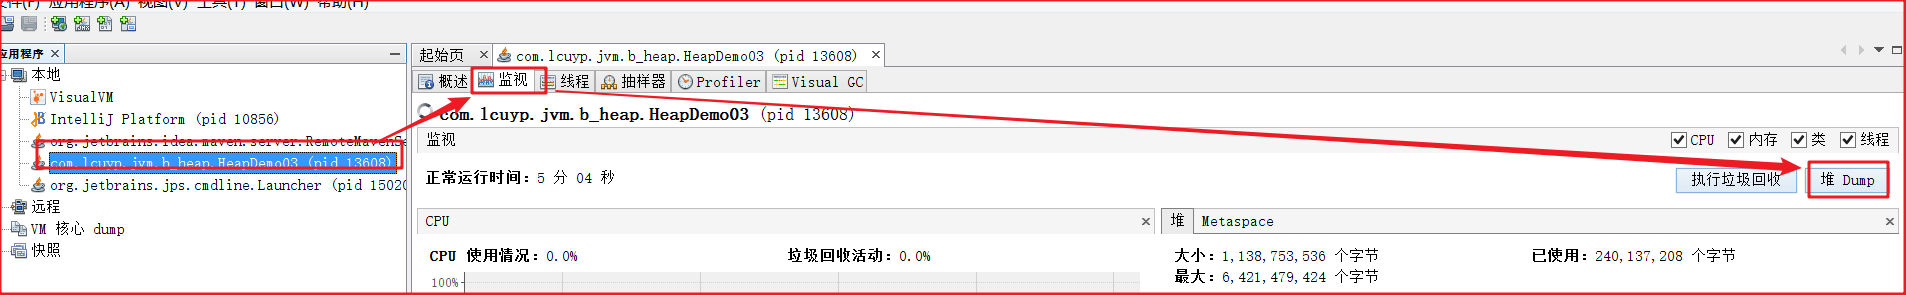 文件(F) 应用程序(A) 视图(V) 工具(T) 窗口(W) 帮助(H)
应用程序 ×
本地
VisualVM
IntelliJ Platform (pid 10856)
org.jetbrains.idea.maven.server.RemoteMavenSe
com.lcuyp.jvm.b_heap.HeapDemo03 (pid 13608)
org.jetbrains.jps.cmdline.Launcher (pid 15020
远程
VM 核心 dump
快照
起始页 × com.lcuyp.jvm.b_heap.HeapDemo03 (pid 13608) ×
概述 监视 线程 抽样器 Profiler Visual GC
com.lcuyp.jvm.b_heap.HeapDemo03 (pid 13608)
监视 CPU 内存 类 线程
正常运行时间: 5 分 04 秒 执行垃圾回收 堆 Dump
CPU ×
CPU 使用情况: 0.0% 垃圾回收活动: 0.0%
100%
堆 Metaspace ×
大小: 1,138,753,536 个字节 已使用: 240,137,208 个字节
最大: 6,421,479,424 个字节